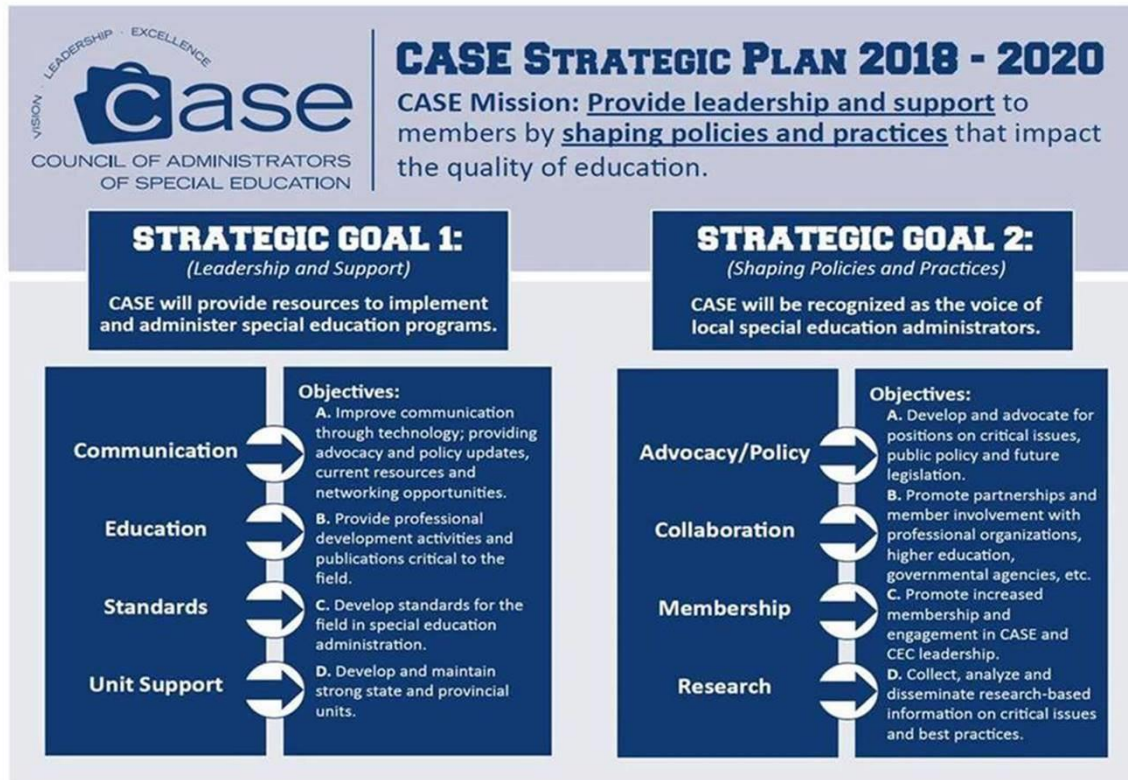 VISION · LEADERSHIP · EXCELLENCE
case
COUNCIL OF ADMINISTRATORS
OF SPECIAL EDUCATION
CASE STRATEGIC PLAN 2018 - 2020
CASE Mission: Provide leadership and support to
members by shaping policies and practices that impact
the quality of education.
STRATEGIC GOAL 1:
(Leadership and Support)
CASE will provide resources to implement
and administer special education programs.
Communication
Education
Standards
Unit Support
Objectives:
A. Improve communication
through technology; providing
advocacy and policy updates,
current resources and
networking opportunities.
B. Provide professional
development activities and
publications critical to the
field.
C. Develop standards for the
field in special education
administration.
D. Develop and maintain
strong state and provincial
units.
STRATEGIC GOAL 2:
(Shaping Policies and Practices)
CASE will be recognized as the voice of
local special education administrators.
Advocacy/Policy
Collaboration
Membership
Research
Objectives:
A. Develop and advocate for
positions on critical issues,
public policy and future
legislation.
B. Promote partnerships and
member involvement with
professional organizations,
higher education,
governmental agencies, etc.
C. Promote increased
membership and
engagement in CASE and
CEC leadership.
D. Collect, analyze and
disseminate research-based
information on critical issues
and best practices.